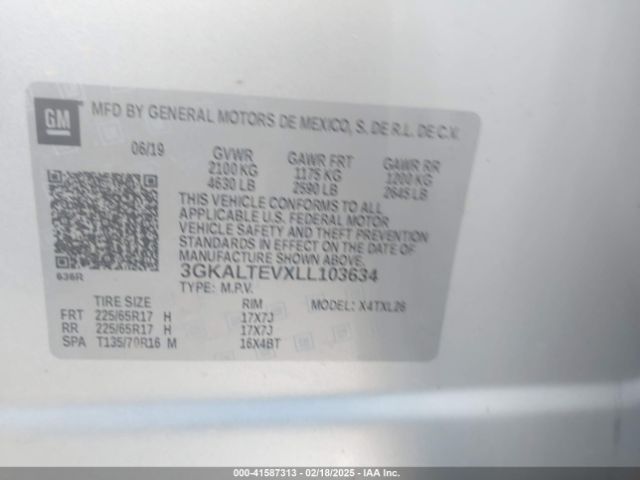 GM
MFD BY GENERAL MOTORS DE MEXICO, S. DE R.L. DE C.V.
06/19 GVWR GAWR FRT GAWR RR
2100 KG 1175 KG 1200 KG
4630 LB 2590 LB 2645 LB
THIS VEHICLE CONFORMS TO ALL
APPLICABLE U.S. FEDERAL MOTOR
VEHICLE SAFETY AND THEFT PREVENTION
STANDARDS IN EFFECT ON THE DATE OF
MANUFACTURE SHOWN ABOVE.
636R
3GKALTEVXLL103634
TYPE: M.P.V. MODEL: X4TXL26
TIRE SIZE RIM
FRT 225/65R17 H 17X7J
RR 225/65R17 H 17X7J
SPA T135/70R16 M 16X4BT
000-41587313 - 02/18/2025 - IAAI.COM